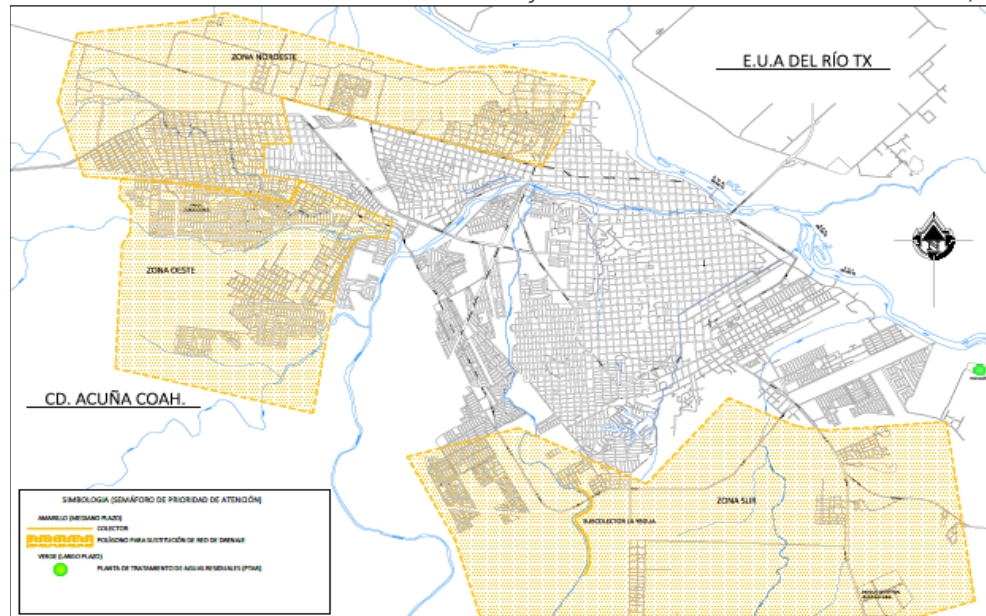 ZONA NOROESTE
E.U.A DEL RÍO TX
ZONA OESTE
CD. ACUÑA COAH.
ZONA SUR
SUBCOLECTOR LA
SIMBOLOGIA (SEMÁFORO DE PRIORIDAD DE ATENCIÓN)
AMARILLO (MEDIANO PLAZO)
COLECTOR
POLÍGONO PARA SUSTITUCIÓN DE RED DE DRENAJE
VERDE (LARGO PLAZO)
PLANTA DE TRATAMIENTO DE AGUAS RESIDUALES (PTAR)